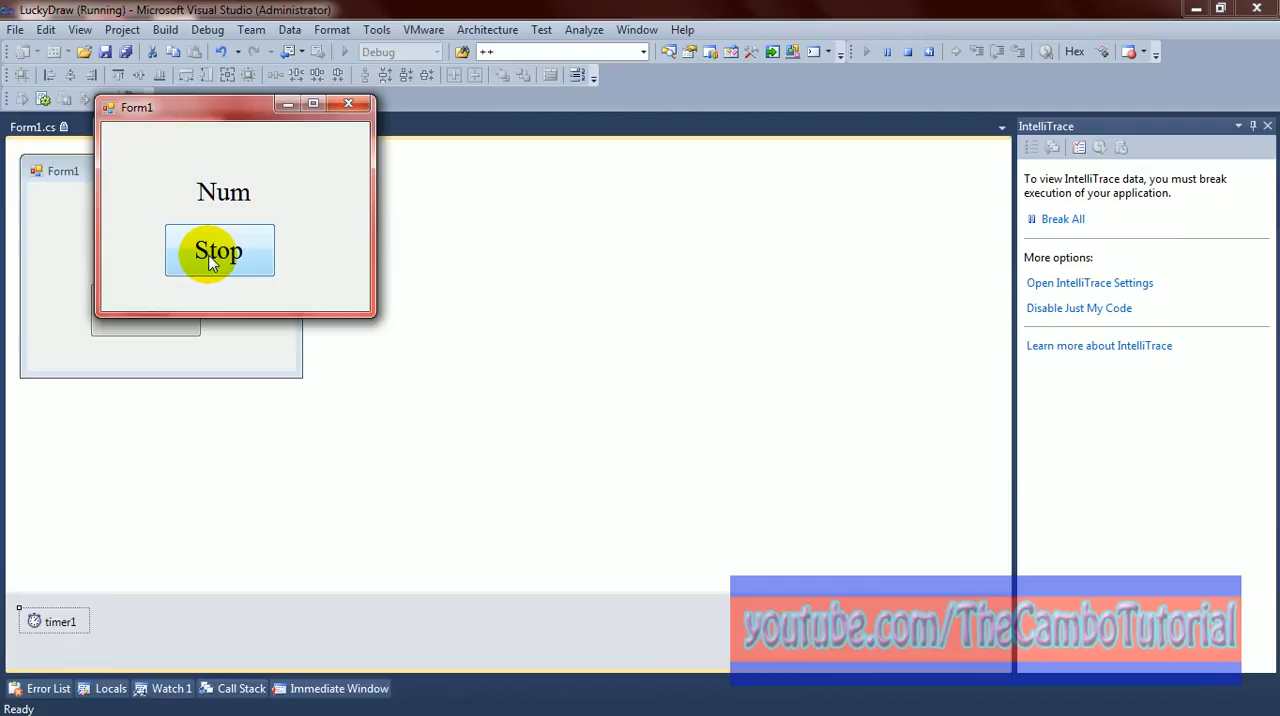 LuckyDraw (Running) - Microsoft Visual Studio (Administrator)
File Edit View Project Build Debug Team Data Format Tools VMware Architecture Test Analyze Window Help
Debug ++ Hex
Form1.cs
IntelliTrace
Form1
Form1
Num
Stop
To view IntelliTrace data, you must break
execution of your application.
Break All
More options:
Open IntelliTrace Settings
Disable Just My Code
Learn more about IntelliTrace
timer1
youtube.com/TheCamboTutorial
Error List Locals Watch 1 Call Stack Immediate Window
Ready